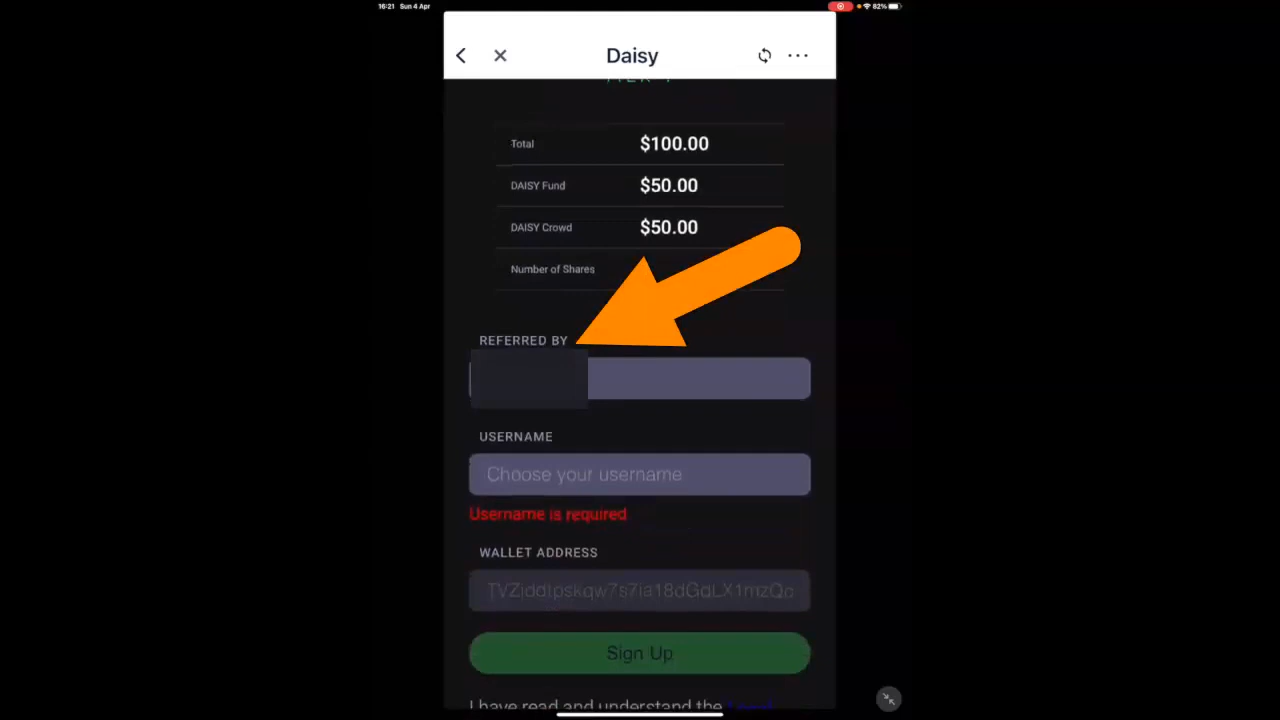 16:21 Sun 4 Apr
82%
Daisy
Total $100.00
DAISY Fund $50.00
DAISY Crowd $50.00
Number of Shares
REFERRED BY
USERNAME
Choose your username
Username is required
WALLET ADDRESS
Sign Up
I have read and understand the